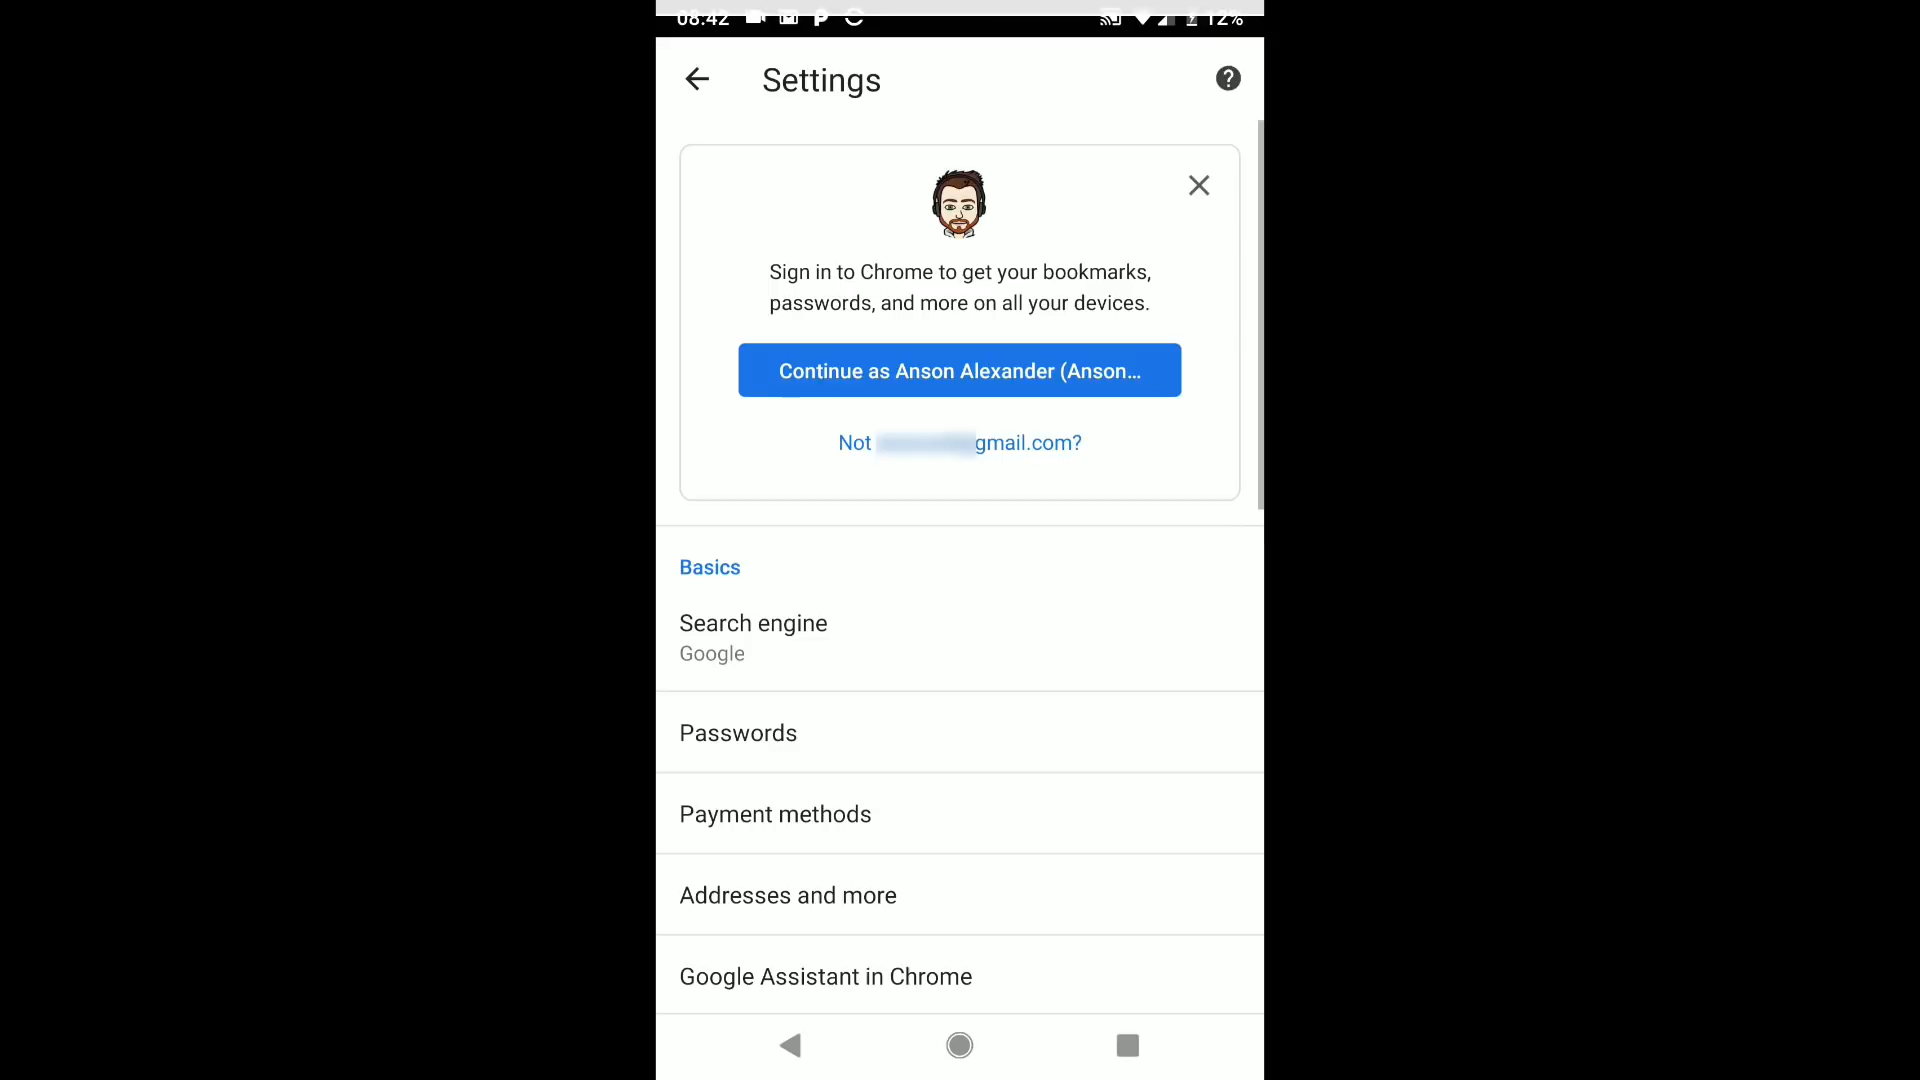 08:42 P 12%
Settings
Sign in to Chrome to get your bookmarks,
passwords, and more on all your devices.
Continue as Anson Alexander (Anson...
Not gmail.com?
Basics
Search engine
Google
Passwords
Payment methods
Addresses and more
Google Assistant in Chrome